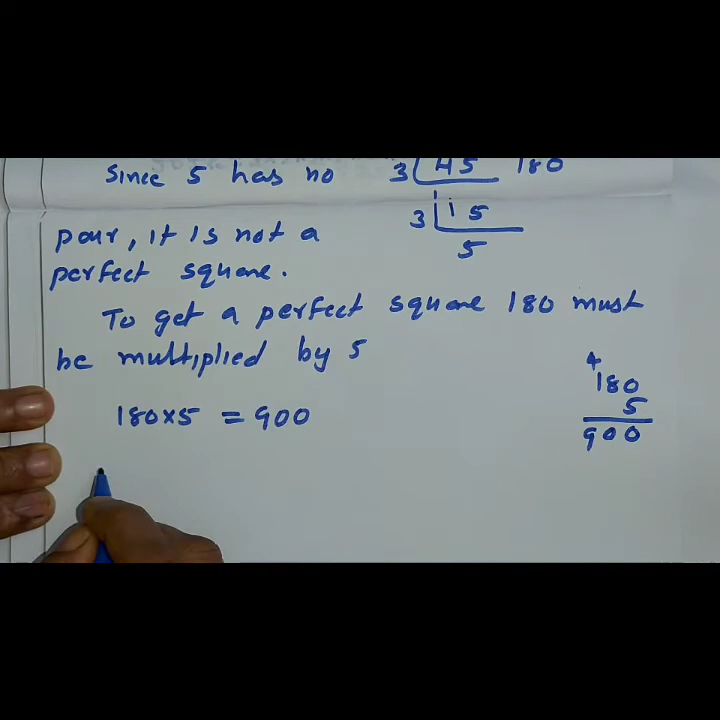 Since 5 has no
3 45 180
pair, it is not a
3 15
5
perfect square.
To get a perfect square 180 must
be multiplied by 5
180×5 = 900
4
180
5
900